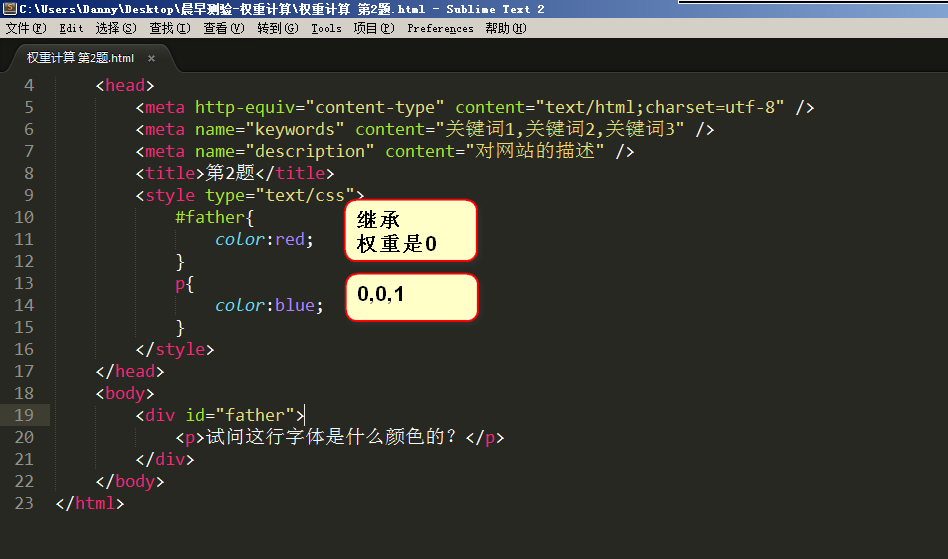 C:\Users\Danny\Desktop\晨早测验-权重计算\权重计算 第2题.html - Sublime Text 2
文件(F) Edit 选择(S) 查找(I) 查看(V) 转到(G) Tools 项目(P) Preferences 帮助(H)
权重计算 第2题.html ×
4 <head>
5 <meta http-equiv="content-type" content="text/html;charset=utf-8" />
6 <meta name="keywords" content="关键词1,关键词2,关键词3" />
7 <meta name="description" content="对网站的描述" />
8 <title>第2题</title>
9 <style type="text/css">
10 #father{
继承
11 color:red;
权重是0
12 }
13 p{
0,0,1
14 color:blue;
15 }
16 </style>
17 </head>
18 <body>
19 <div id="father">
20 <p>试问这行字体是什么颜色的？</p>
21 </div>
22 </body>
23 </html>